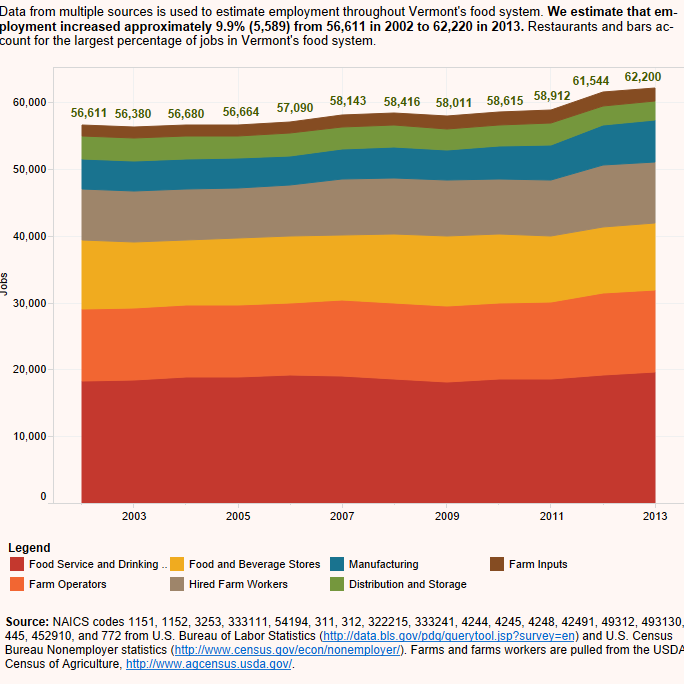 Data from multiple sources is used to estimate employment throughout Vermont's food system. We estimate that em-
ployment increased approximately 9.9% (5,589) from 56,611 in 2002 to 62,220 in 2013. Restaurants and bars ac-
count for the largest percentage of jobs in Vermont's food system.
61,544 62,200
58,143 58,416 58,011 58,615 58,912
56,611 56,380 56,680 56,664 57,090
60,000
50,000
40,000
Jobs
30,000
20,000
10,000
0
2003 2005 2007 2009 2011 2013
Legend
Food Service and Drinking .. Food and Beverage Stores Manufacturing Farm Inputs
Farm Operators Hired Farm Workers Distribution and Storage
Source: NAICS codes 1151, 1152, 3253, 333111, 54194, 311, 312, 322215, 333241, 4244, 4245, 4248, 42491, 49312, 493130,
445, 452910, and 772 from U.S. Bureau of Labor Statistics (http://data.bls.gov/pdq/querytool.jsp?survey=en) and U.S. Census
Bureau Nonemployer statistics (http://www.census.gov/econ/nonemployer/). Farms and farms workers are pulled from the USDA
Census of Agriculture, http://www.agcensus.usda.gov/.